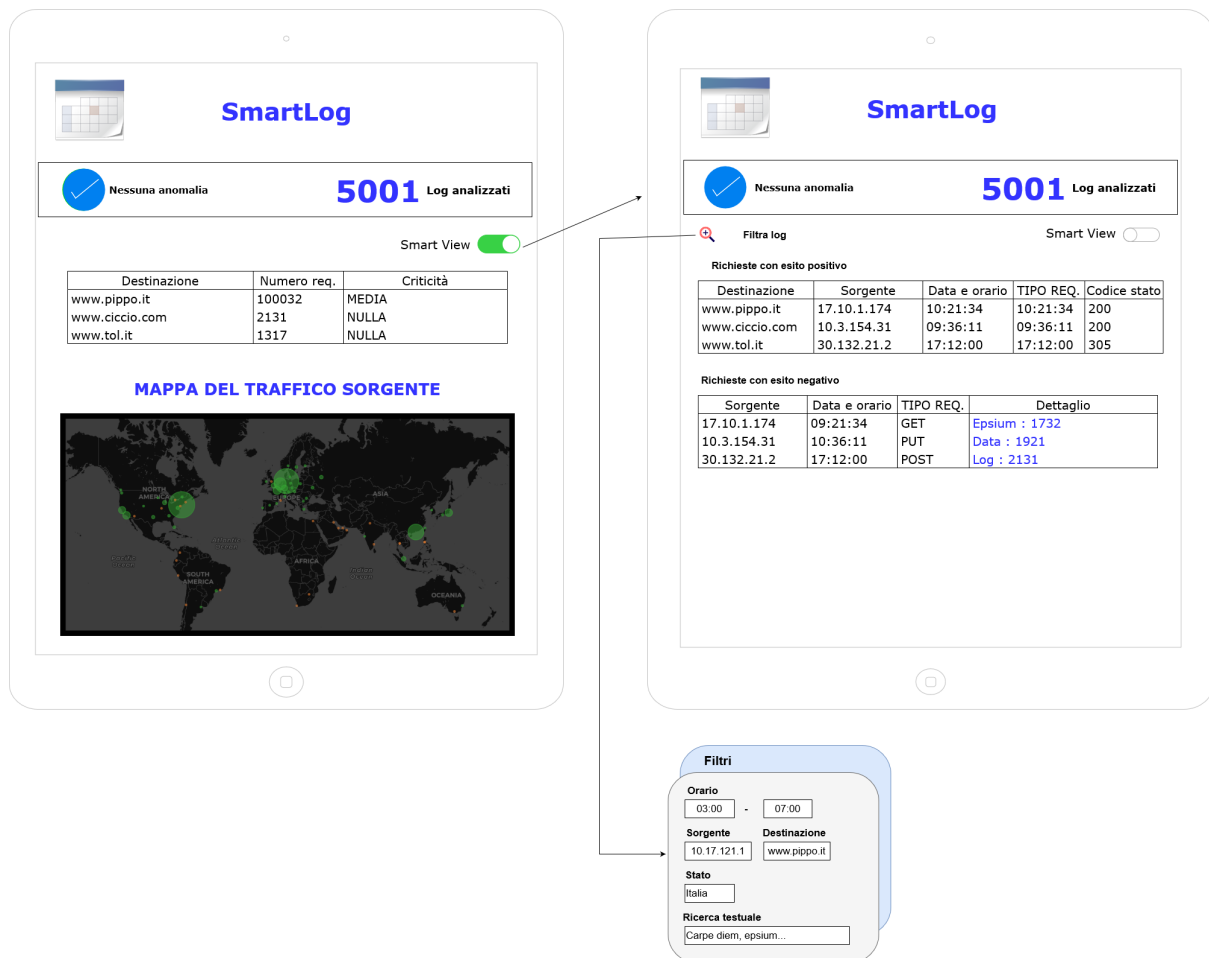 SmartLog
Nessuna anomalia
5001 Log analizzati
Smart View
Destinazione Numero req. Criticità
www.pippo.it 100032 MEDIA
www.ciccio.com 2131 NULLA
www.tol.it 1317 NULLA
MAPPA DEL TRAFFICO SORGENTE
NORTH
AMERICA
EUROPE
ASIA
Atlantic
Ocean
Pacific
Ocean
AFRICA
Indian
Ocean
SOUTH
AMERICA
OCEANIA
SmartLog
Nessuna anomalia
5001 Log analizzati
Filtra log
Smart View
Richieste con esito positivo
Destinazione Sorgente Data e orario TIPO REQ. Codice stato
www.pippo.it 17.10.1.174 10:21:34 10:21:34 200
www.ciccio.com 10.3.154.31 09:36:11 09:36:11 200
www.tol.it 30.132.21.2 17:12:00 17:12:00 305
Richieste con esito negativo
Sorgente Data e orario TIPO REQ. Dettaglio
17.10.1.174 09:21:34 GET Epsium : 1732
10.3.154.31 10:36:11 PUT Data : 1921
30.132.21.2 17:12:00 POST Log : 2131
Filtri
Orario
03:00 - 07:00
Sorgente Destinazione
10.17.121.1 www.pippo.it
Stato
Italia
Ricerca testuale
Carpe diem, epsium...